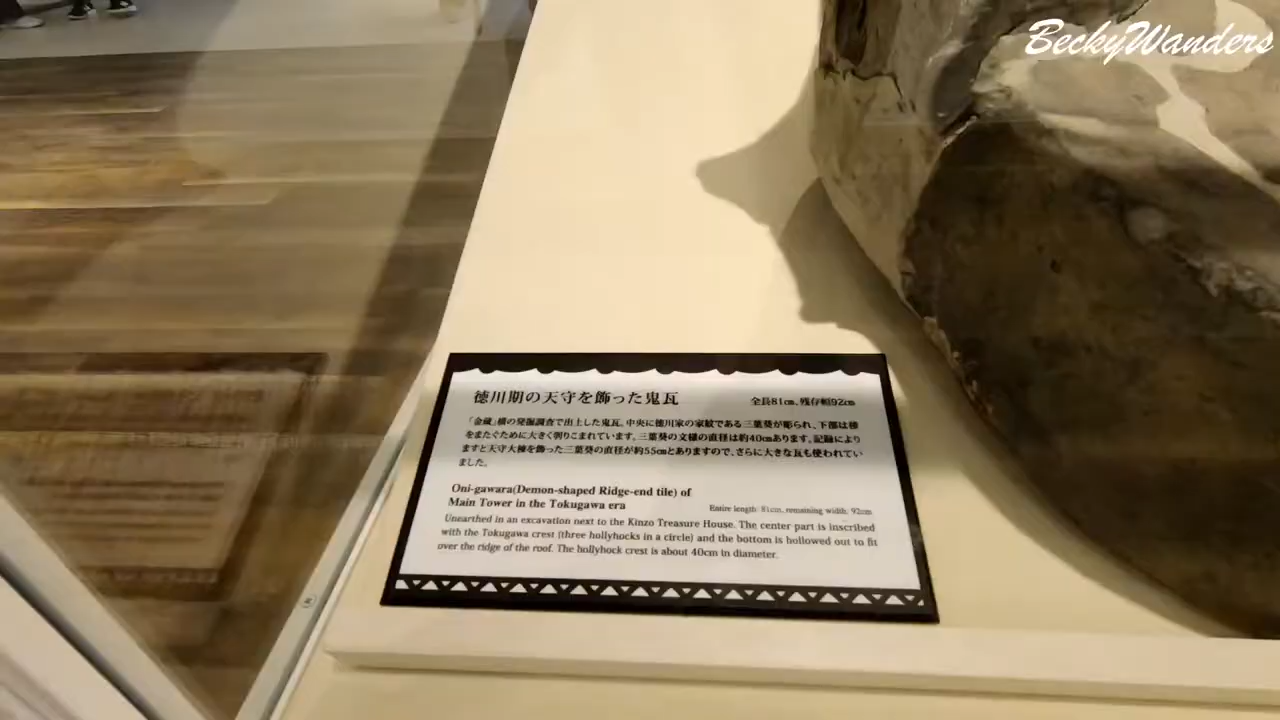 BeckyWanders
徳川期の天守を飾った鬼瓦
全長81cm、残存幅92cm
「金蔵」横の発掘調査で出土した鬼瓦。中央に徳川家の家紋である三葉葵が彫られ、下部は棟
をまたぐために大きく刳りこまれています。三葉葵の文様の直径は約40cmあります。記録により
ますと天守大棟を飾った三葉葵の直径が約55cmとありますので、さらに大きな瓦も使われてい
ました。
Oni-gawara(Demon-shaped Ridge-end tile) of
Main Tower in the Tokugawa era
Entire length: 81cm, remaining width: 92cm
Unearthed in an excavation next to the Kinzo Treasure House. The center part is inscribed
with the Tokugawa crest (three hollyhocks in a circle) and the bottom is hollowed out to fit
over the ridge of the roof. The hollyhock crest is about 40cm in diameter.